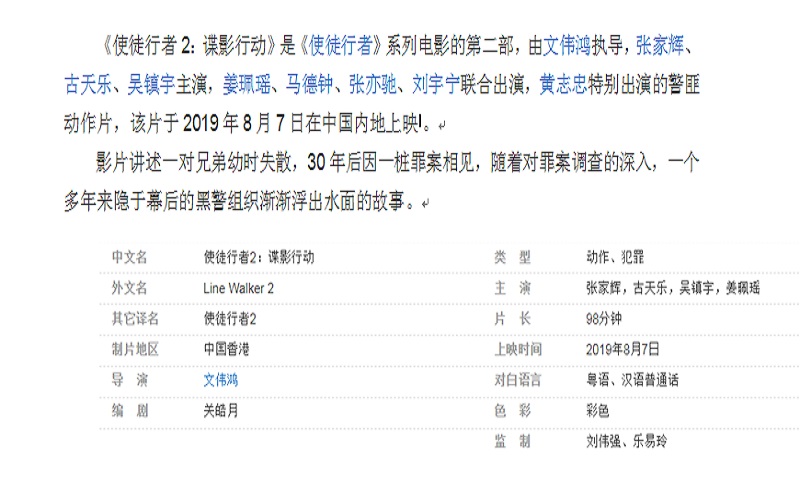 《使徒行者 2：谍影行动》是《使徒行者》系列电影的第二部，由文伟鸿执导，张家辉、
古天乐、吴镇宇主演，姜珮瑶、马德钟、张亦驰、刘宇宁联合出演，黄志忠特别出演的警匪
动作片，该片于 2019 年 8 月 7 日在中国内地上映。
影片讲述一对兄弟幼时失散，30 年后因一桩罪案相见，随着对罪案调查的深入，一个
多年来隐于幕后的黑警组织渐渐浮出水面的故事。
中文名 使徒行者2：谍影行动 类 型 动作、犯罪
外文名 Line Walker 2 主 演 张家辉，古天乐，吴镇宇，姜珮瑶
其它译名 使徒行者2 片 长 98分钟
制片地区 中国香港 上映时间 2019年8月7日
导 演 文伟鸿 对白语言 粤语、汉语普通话
编 剧 关皓月 色 彩 彩色
监 制 刘伟强、乐易玲